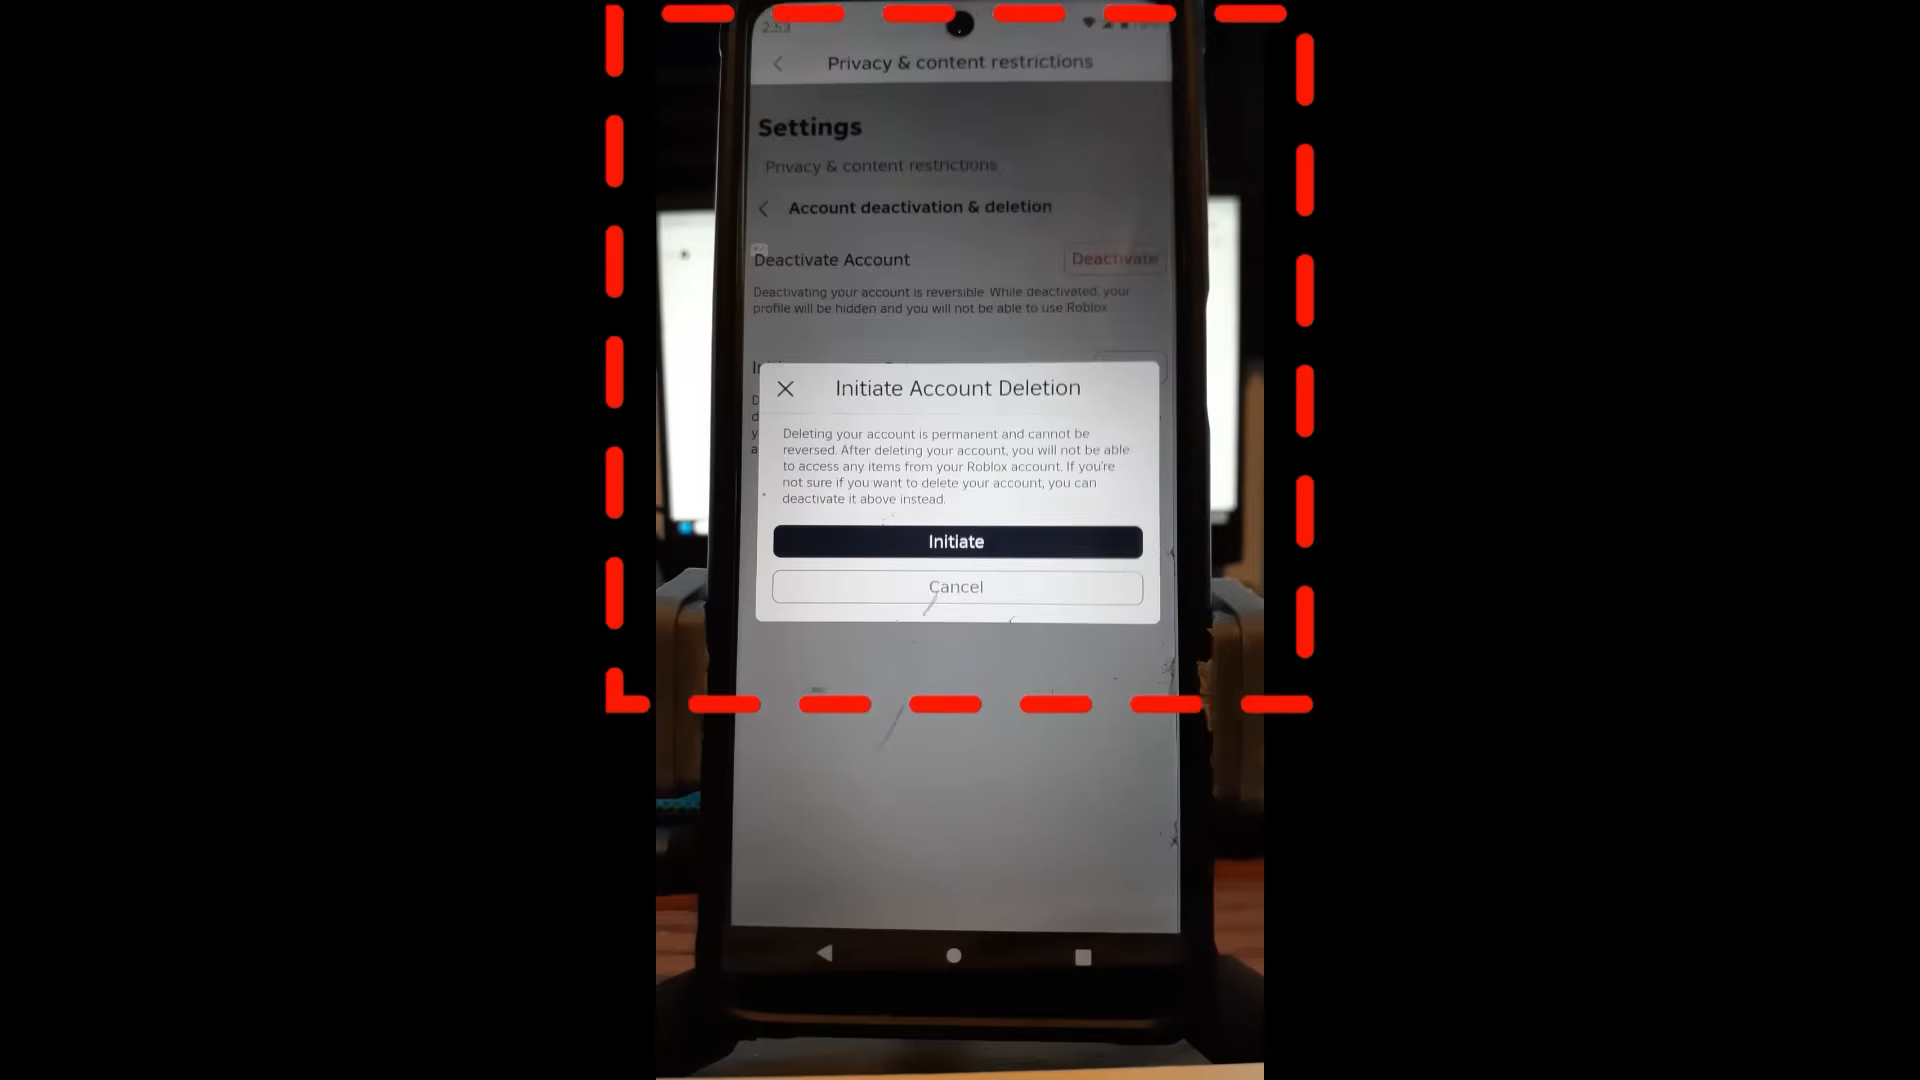 2:53
Privacy & content restrictions
Settings
Privacy & content restrictions
Account deactivation & deletion
Deactivate Account
Deactivate
Deactivating your account is reversible. While deactivated, your
profile will be hidden and you will not be able to use Roblox
Initiate Account Deletion
Deleting your account is permanent and cannot be
reversed. After deleting your account, you will not be able
to access any items from your Roblox account. If you're
not sure if you want to delete your account, you can
deactivate it above instead.
Initiate
Cancel